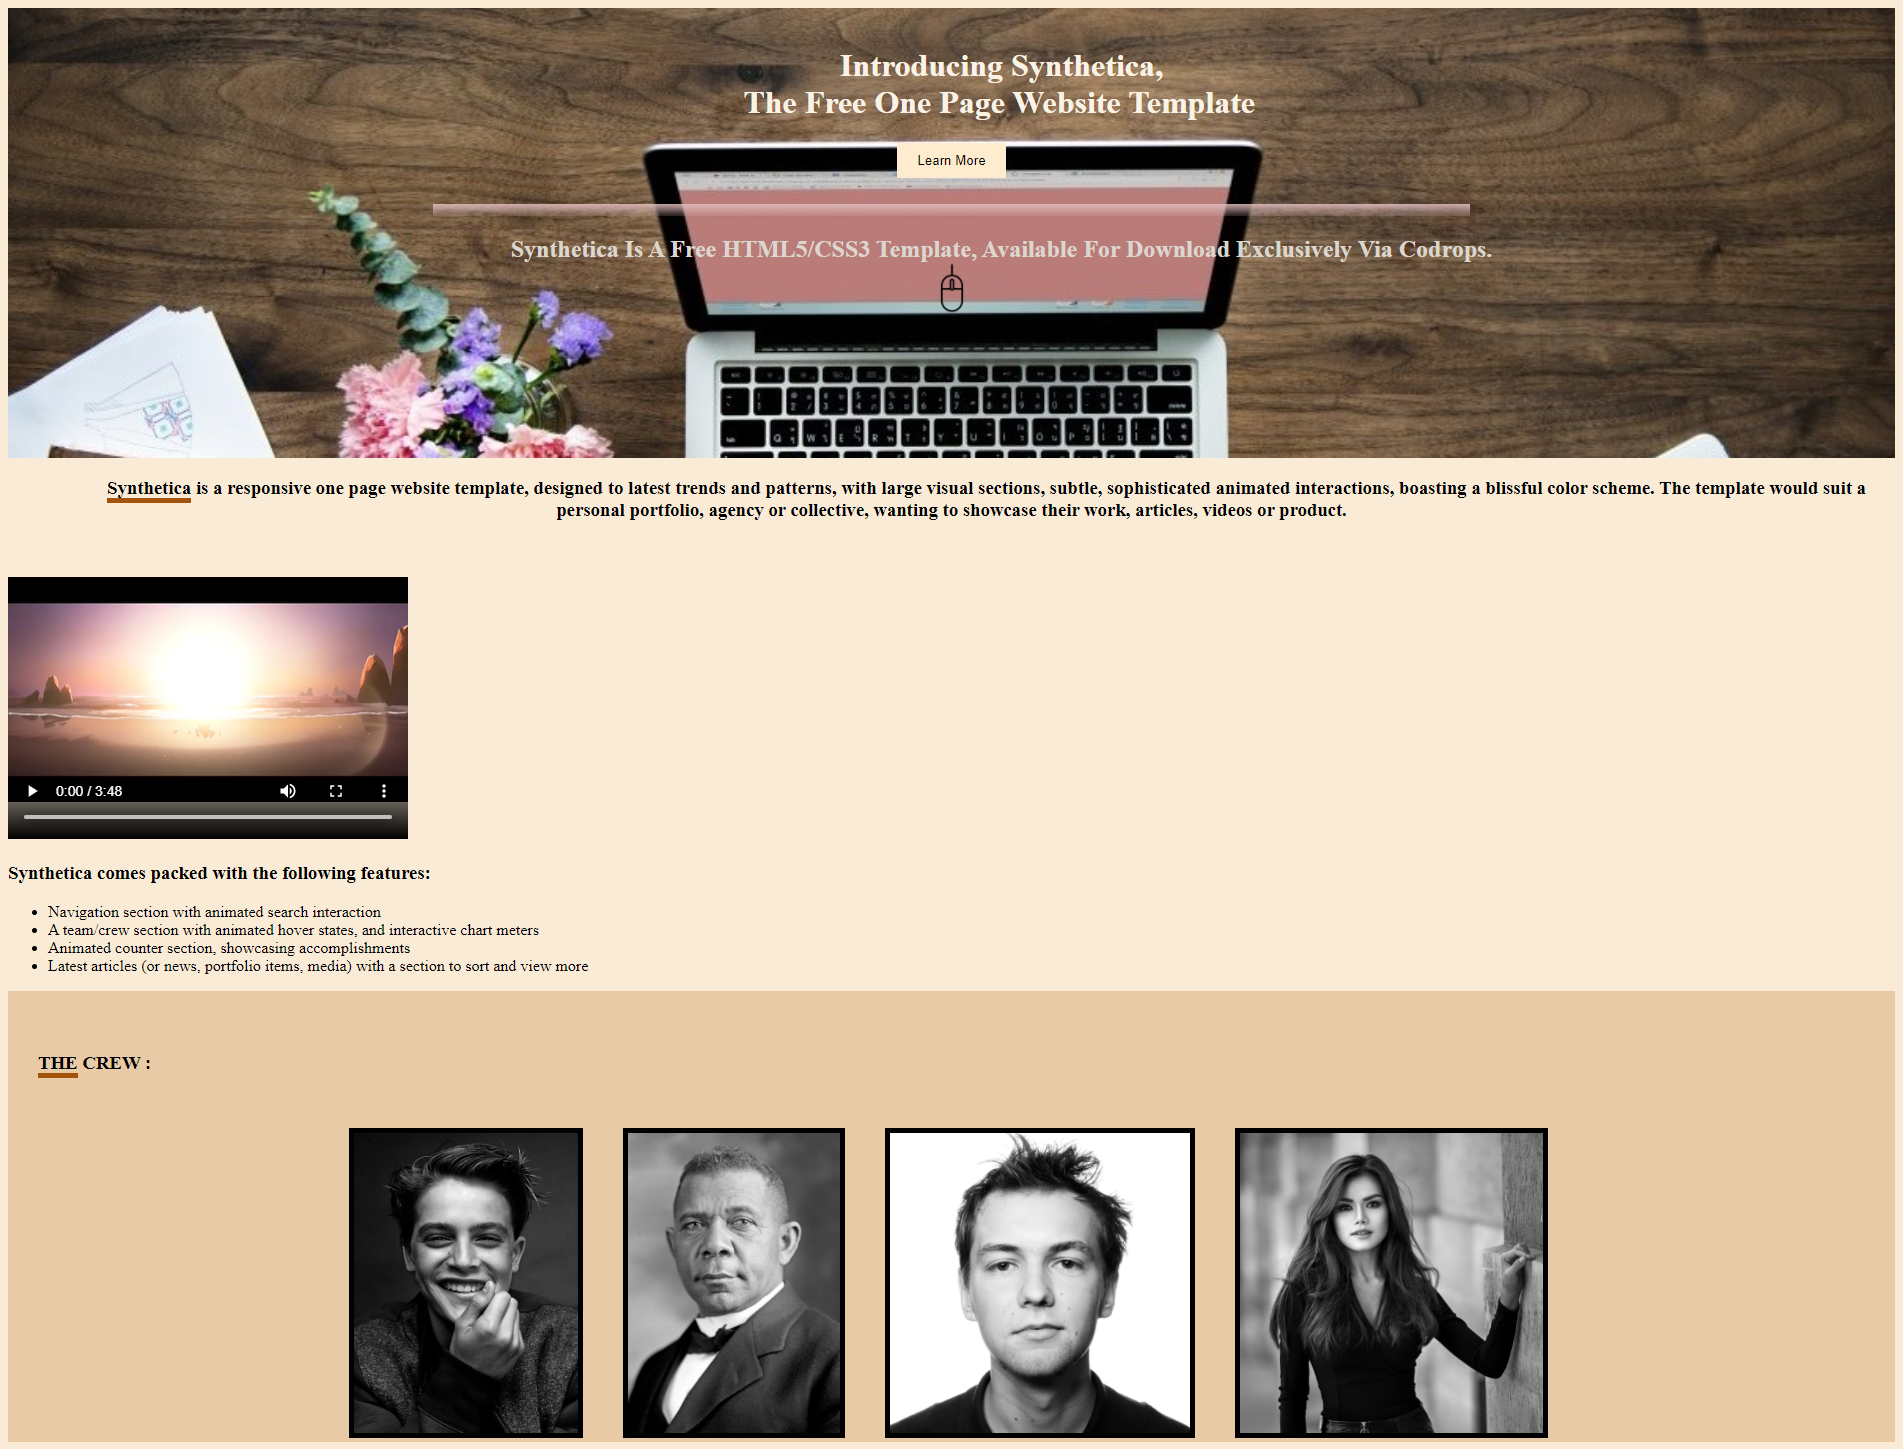 Introducing Synthetica,
The Free One Page Website Template
Learn More
Synthetica Is A Free HTML5/CSS3 Template, Available For Download Exclusively Via Codrops.
Synthetica is a responsive one page website template, designed to latest trends and patterns, with large visual sections, subtle, sophisticated animated interactions, boasting a blissful color scheme. The template would suit a
personal portfolio, agency or collective, wanting to showcase their work, articles, videos or product.
0:00 / 3:48
Synthetica comes packed with the following features:
Navigation section with animated search interaction
A team/crew section with animated hover states, and interactive chart meters
Animated counter section, showcasing accomplishments
Latest articles (or news, portfolio items, media) with a section to sort and view more
THE CREW :